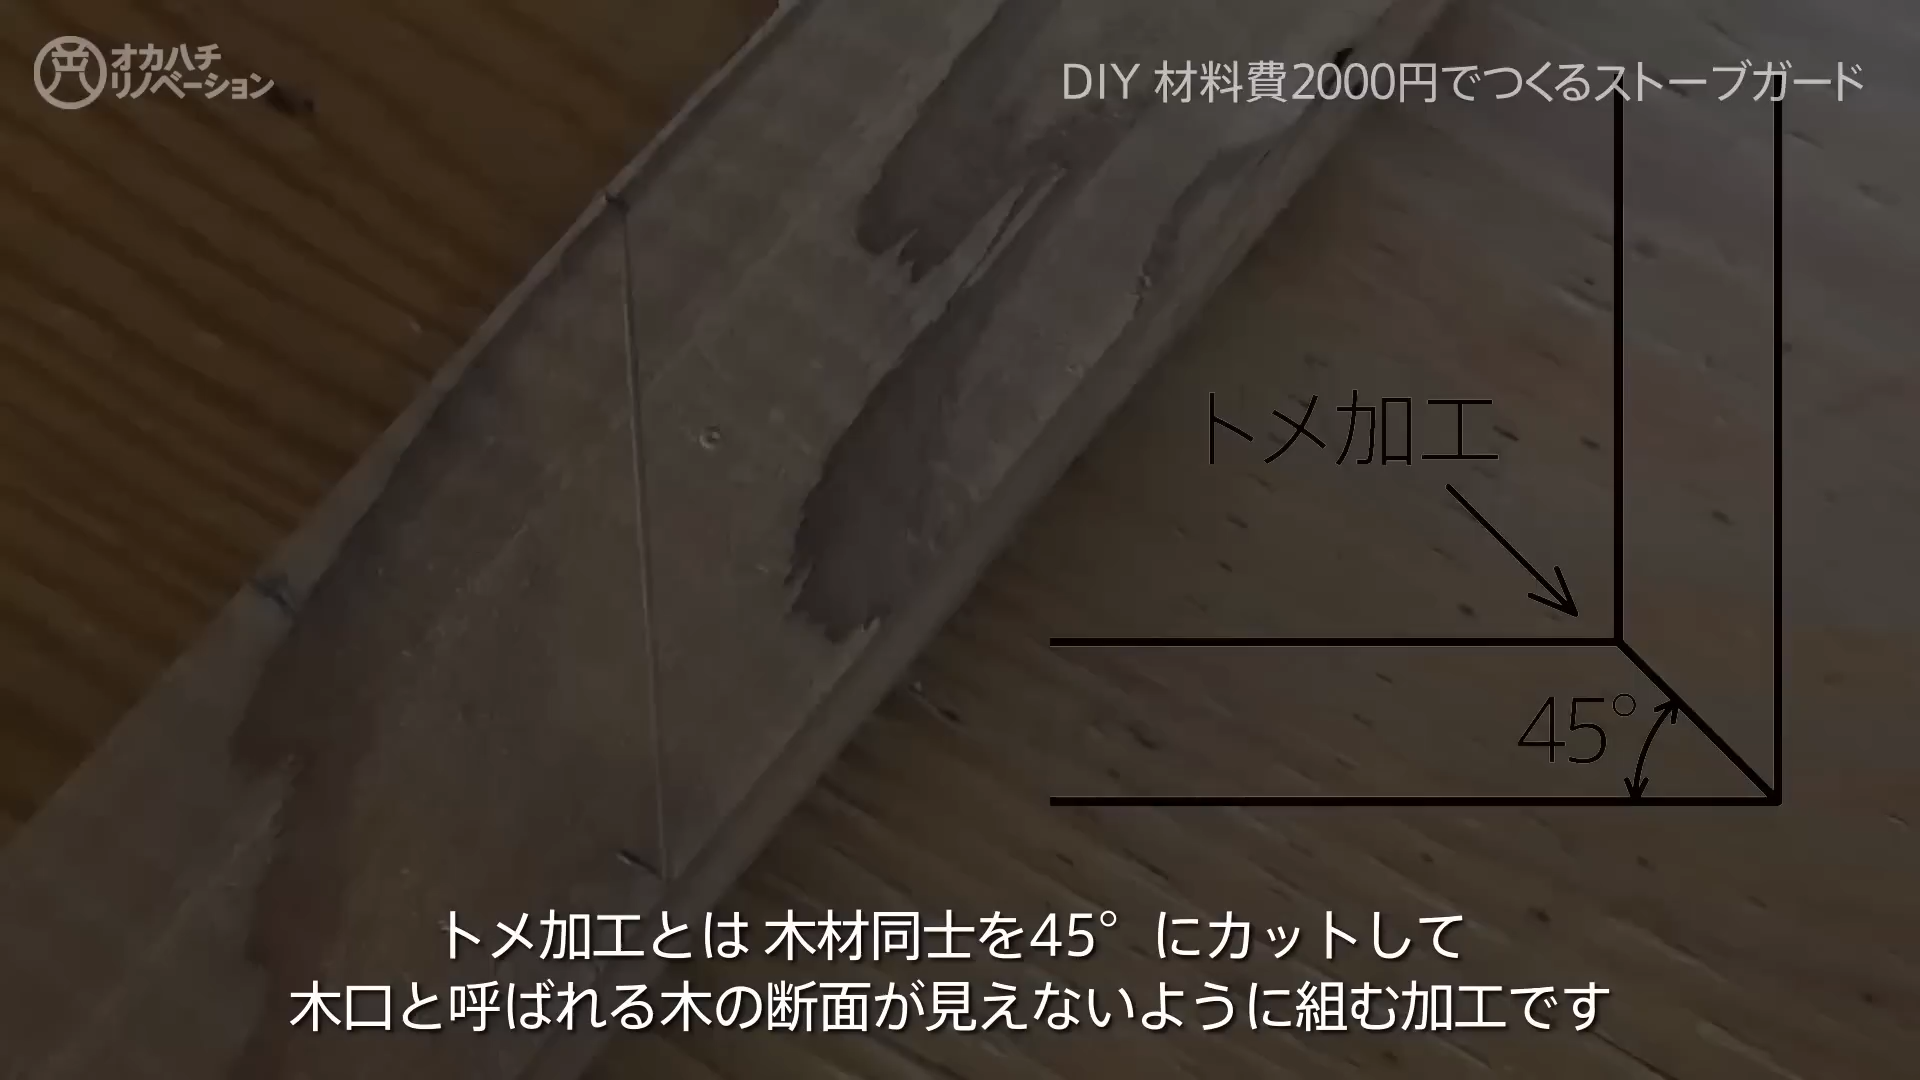 オカハチ
リノベーション
DIY 材料費2000円でつくるストーブガード
トメ加工
45°
トメ加工とは 木材同士を45°にカットして
木口と呼ばれる木の断面が見えないように組む加工です